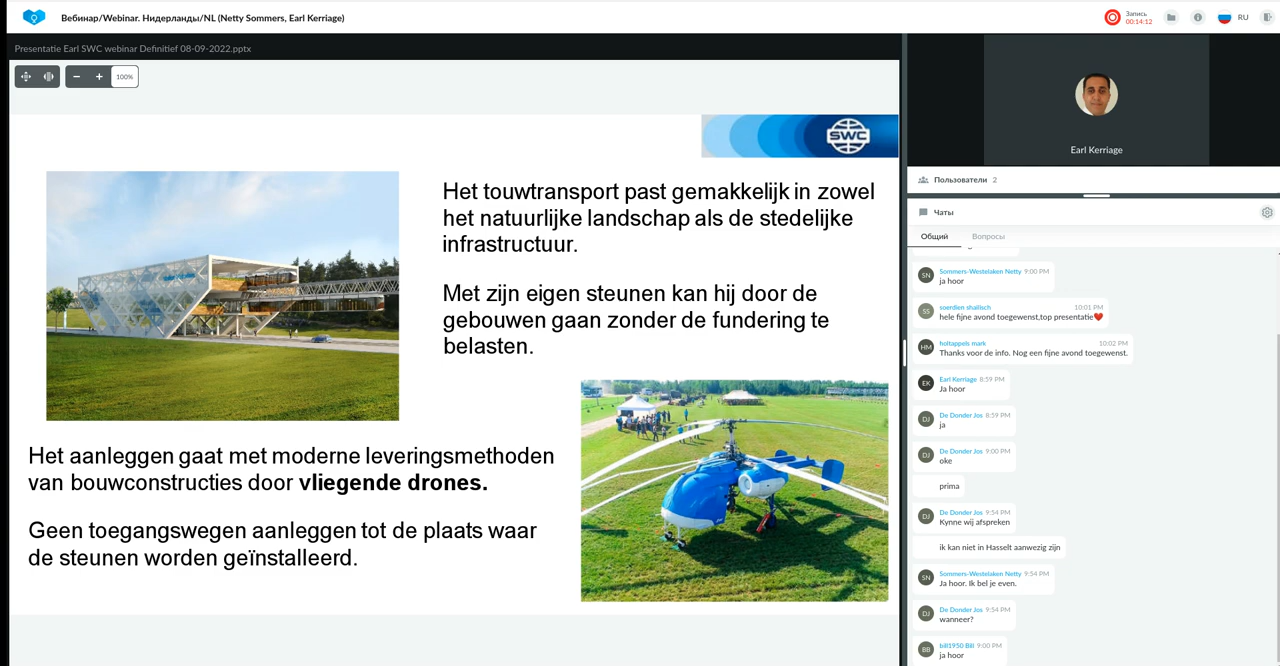 Вебинар/Webinar. Нидерланды/NL (Netty Sommers, Earl Kerriage)
Запись
00:14:12
RU
Presentatie Earl SWC webinar Definitief 08-09-2022.pptx
100%
SWC
Het touwtransport past gemakkelijk in zowel
het natuurlijke landschap als de stedelijke
infrastructuur.
Met zijn eigen steunen kan hij door de
gebouwen gaan zonder de fundering te
belasten.
Het aanleggen gaat met moderne leveringsmethoden
van bouwconstructies door vliegende drones.
Geen toegangswegen aanleggen tot de plaats waar
de steunen worden geïnstalleerd.
Earl Kerriage
Пользователи 2
Чаты
Общий Вопросы
SN Sommers-Westelaken Netty 9:00 PM
ja hoor
SS soerdien shailisch 10:01 PM
hele fijne avond toegewenst,top presentatie❤️
HM holtappels mark 10:02 PM
Thanks voor de info. Nog een fijne avond toegewenst.
EK Earl Kerriage 8:59 PM
Ja hoor
DJ De Donder Jos 8:59 PM
ja
DJ De Donder Jos 9:00 PM
oke
prima
DJ De Donder Jos 9:54 PM
Kynne wij afspreken
ik kan niet in Hasselt aanwezig zijn
SN Sommers-Westelaken Netty 9:54 PM
Ja hoor. Ik bel je even.
DJ De Donder Jos 9:54 PM
wanneer?
BB bill1950 Bill 9:00 PM
ja hoor